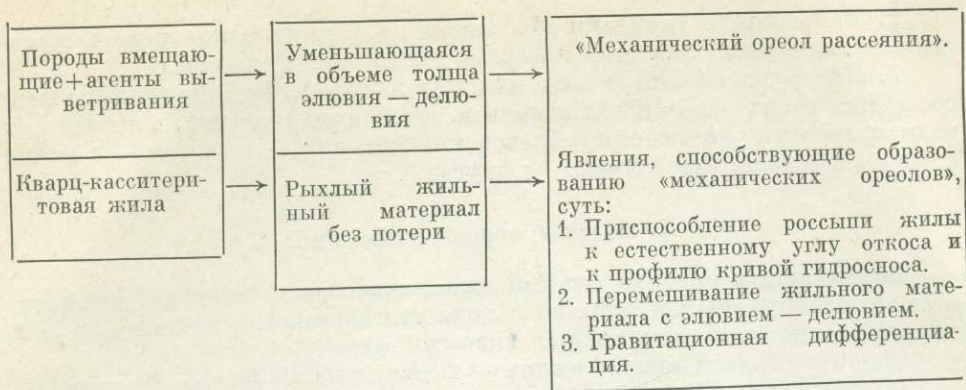 Породы вмещаю-
щие+агенты вы-
ветривания
Кварц-касситери-
товая жила
Уменьшающаяся
в объеме толща
элювия — делю-
вия
Рыхлый жиль-
ный материал
без потери
«Механический ореол рассеяния».
Явления, способствующие образо-
ванию «механических ореолов»,
суть:
1. Приспособление россыпи жилы
к естественному углу откоса и
к профилю кривой гидросноса.
2. Перемешивание жильного мате-
риала с элювием — делювием.
3. Гравитационная дифференциа-
ция.